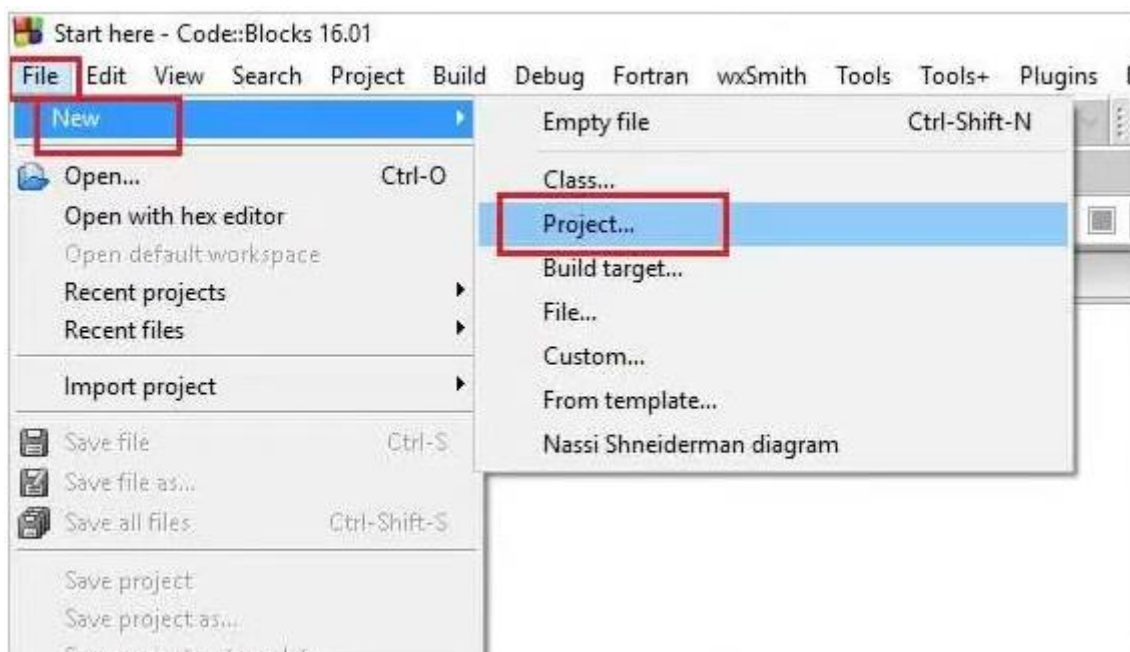 Start here - Code::Blocks 16.01
File Edit View Search Project Build Debug Fortran wxSmith Tools Tools+ Plugins
New
Open... Ctrl-O
Open with hex editor
Open default workspace
Recent projects
Recent files
Import project
Save file Ctrl-S
Save file as...
Save all files Ctrl-Shift-S
Save project
Save project as...
Empty file Ctrl-Shift-N
Class...
Project...
Build target...
File...
Custom...
From template...
Nassi Shneiderman diagram